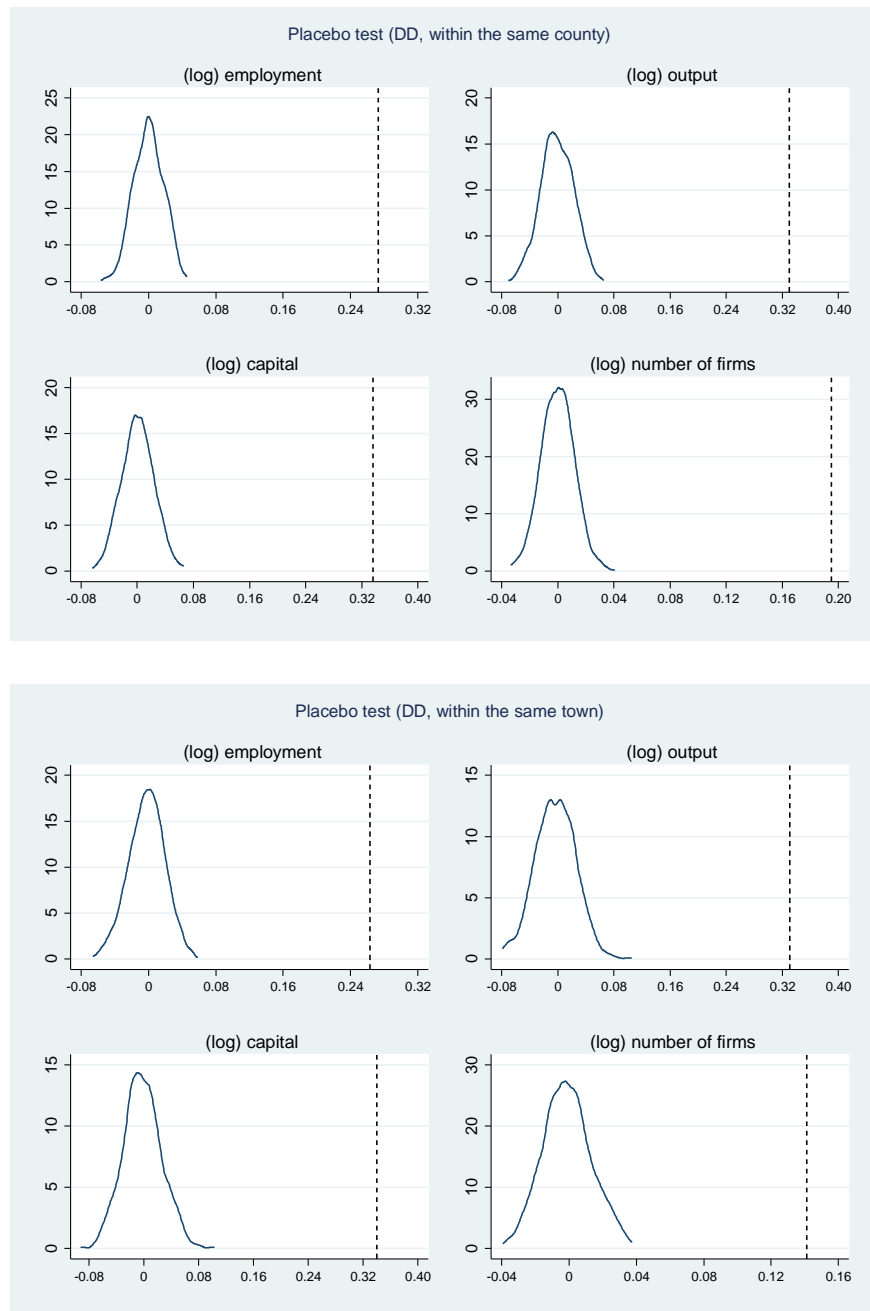 Placebo test (DD, within the same county)
(log) employment
25
20
15
10
5
0
-0.08 0 0.08 0.16 0.24 0.32
(log) output
20
15
10
5
0
-0.08 0 0.08 0.16 0.24 0.32 0.40
(log) capital
20
15
10
5
0
-0.08 0 0.08 0.16 0.24 0.32 0.40
(log) number of firms
30
20
10
0
-0.04 0 0.04 0.08 0.12 0.16 0.20
Placebo test (DD, within the same town)
(log) employment
20
15
10
5
0
-0.08 0 0.08 0.16 0.24 0.32
(log) output
15
10
5
0
-0.08 0 0.08 0.16 0.24 0.32 0.40
(log) capital
15
10
5
0
-0.08 0 0.08 0.16 0.24 0.32 0.40
(log) number of firms
30
20
10
0
-0.04 0 0.04 0.08 0.12 0.16